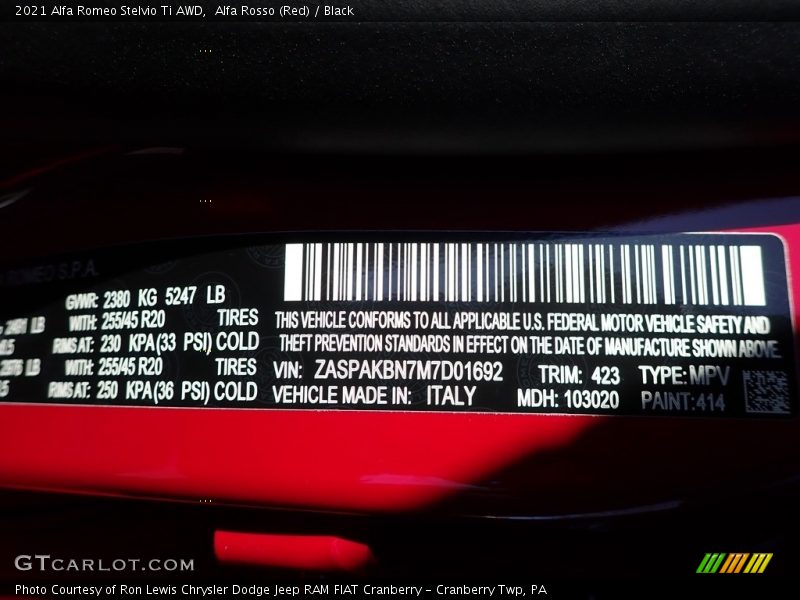 2021 Alfa Romeo Stelvio Ti AWD,  Alfa Rosso (Red) / Black
ROMEO S.P.A.
GVWR: 2380 KG 5247 LB
LB WITH: 255/45 R20 TIRES
RIMS AT: 230 KPA(33 PSI) COLD
LB WITH: 255/45 R20 TIRES
RIMS AT: 250 KPA(36 PSI) COLD
THIS VEHICLE CONFORMS TO ALL APPLICABLE U.S. FEDERAL MOTOR VEHICLE SAFETY AND
THEFT PREVENTION STANDARDS IN EFFECT ON THE DATE OF MANUFACTURE SHOWN ABOVE.
VIN: ZASPAKBN7M7D01692 TRIM: 423 TYPE:MPV
VEHICLE MADE IN: ITALY MDH: 103020 PAINT:414
GTCARLOT.COM
Photo Courtesy of Ron Lewis Chrysler Dodge Jeep RAM FIAT Cranberry – Cranberry Twp, PA